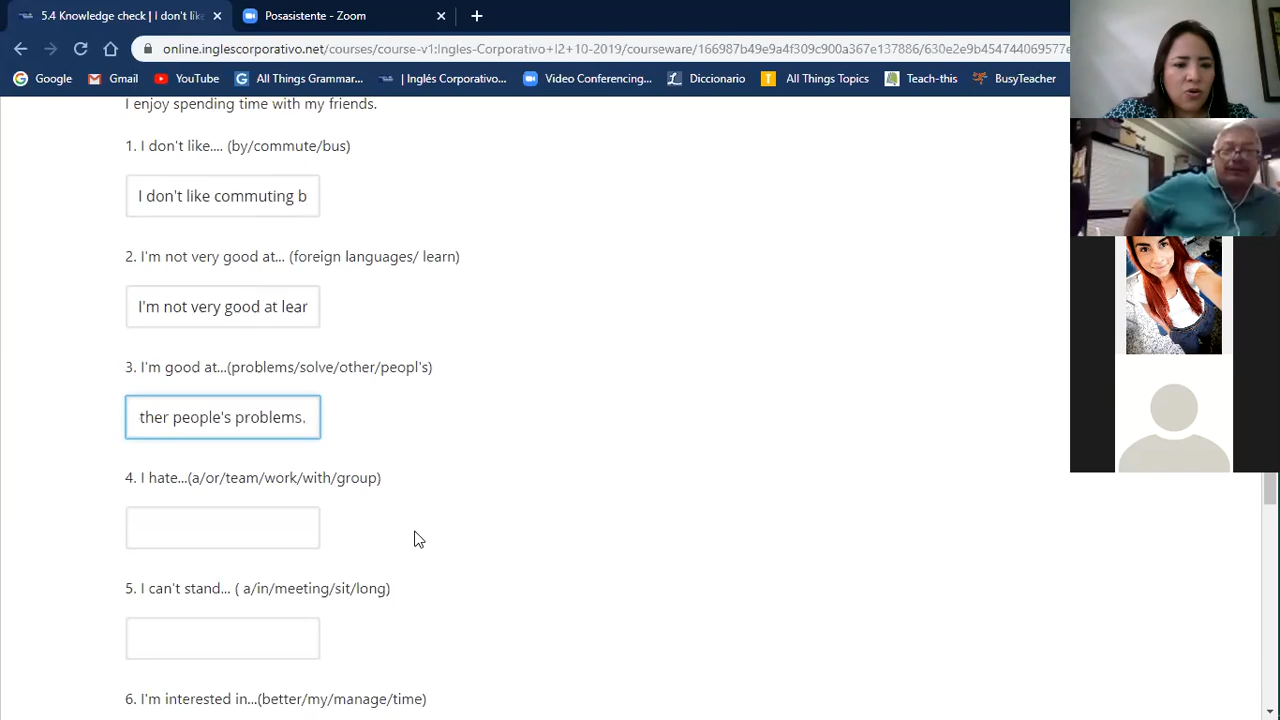 5.4 Knowledge check | I don't like
Posasistente - Zoom
online.inglescorporativo.net/courses/course-v1:Ingles-Corporativo+I2+10-2019/courseware/166987b49e9a4f309c900a367e137886/630e2e9b454744069577e
Google
Gmail
YouTube
All Things Grammar...
| Inglés Corporativo...
Video Conferencing,...
Diccionario
All Things Topics
Teach-this
BusyTeacher
I enjoy spending time with my friends.
1. I don't like.... (by/commute/bus)
I don't like commuting b
2. I'm not very good at... (foreign languages/ learn)
I'm not very good at lear
3. I'm good at...(problems/solve/other/peopl's)
ther people's problems.
4. I hate...(a/or/team/work/with/group)
5. I can't stand... ( a/in/meeting/sit/long)
6. I'm interested in...(better/my/manage/time)